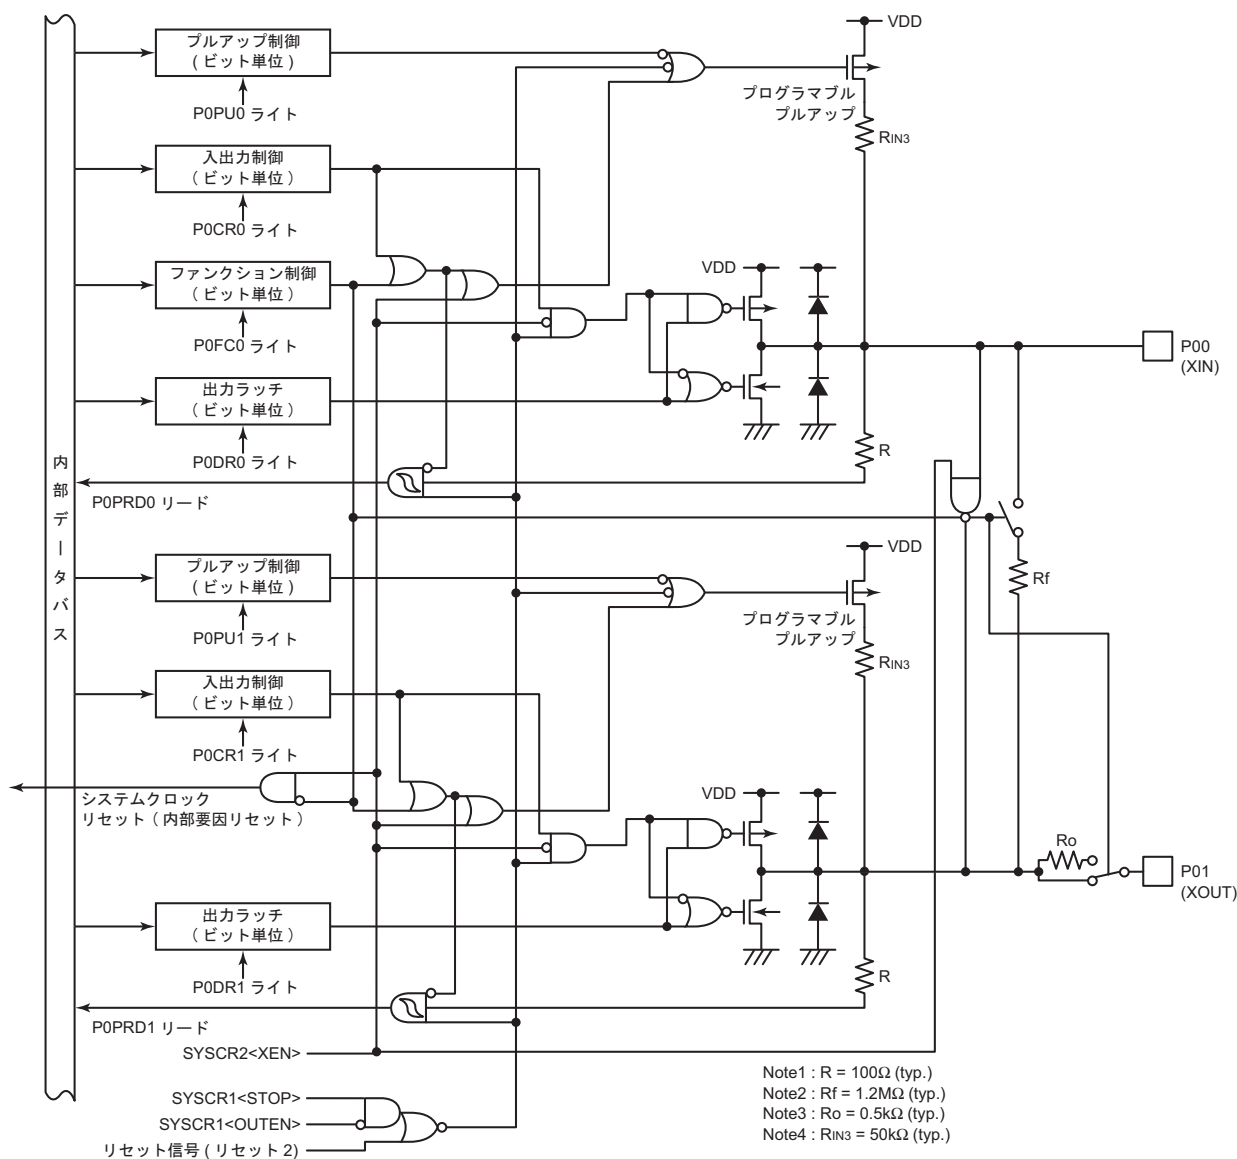 VDD
プルアップ制御
( ビット単位 )
P0PU0 ライト
プログラマブル
プルアップ
RIN3
入出力制御
( ビット単位 )
P0CR0 ライト
ファンクション制御
( ビット単位 )
P0FC0 ライト
VDD
P00
(XIN)
出力ラッチ
( ビット単位 )
P0DR0 ライト
R
内部データバス
P0PRD0 リード
VDD
プルアップ制御
( ビット単位 )
P0PU1 ライト
Rf
プログラマブル
プルアップ
RIN3
入出力制御
( ビット単位 )
P0CR1 ライト
システムクロック
リセット ( 内部要因リセット )
VDD
Ro
P01
(XOUT)
出力ラッチ
( ビット単位 )
P0DR1 ライト
R
P0PRD1 リード
SYSCR2<XEN>
SYSCR1<STOP>
SYSCR1<OUTEN>
リセット信号 ( リセット 2)
Note1 : R = 100Ω (typ.)
Note2 : Rf = 1.2MΩ (typ.)
Note3 : Ro = 0.5kΩ (typ.)
Note4 : RIN3 = 50kΩ (typ.)